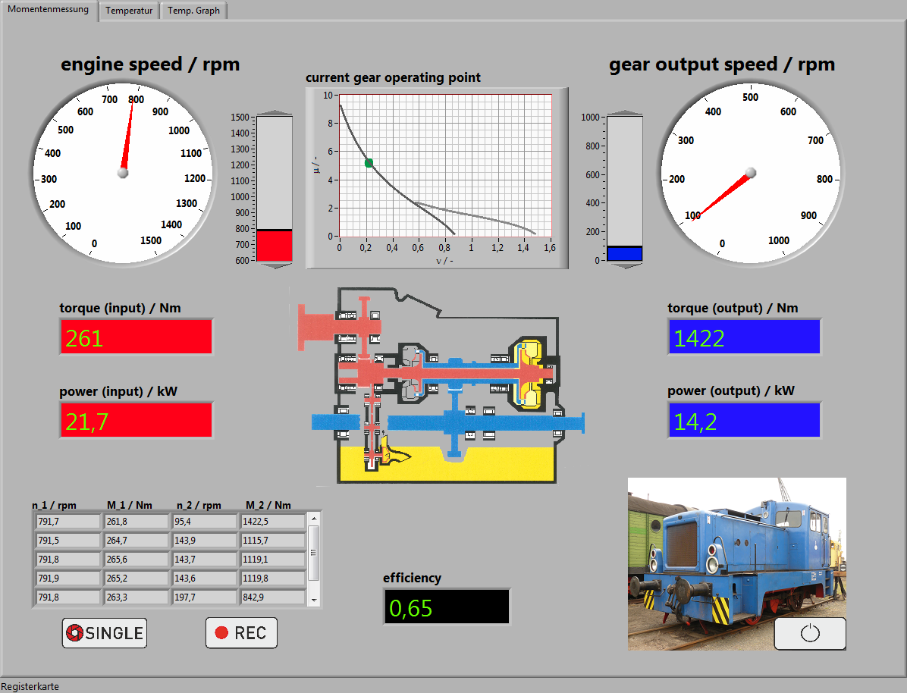 Momentenmessung Temperatur Temp. Graph
engine speed / rpm
0 100 200 300 400 500 600 700 800 900 1000 1100 1200 1300 1400 1500
1500
1400
1300
1200
1100
1000
900
800
700
600
current gear operating point
μ / -
10
8
6
4
2
0
0 0,2 0,4 0,6 0,8 1 1,2 1,4 1,6
v / -
gear output speed / rpm
1000
800
600
400
200
0
0 100 200 300 400 500 600 700 800 900 1000
torque (input) / Nm
261
power (input) / kW
21,7
torque (output) / Nm
1422
power (output) / kW
14,2
n_1 / rpm M_1 / Nm n_2 / rpm M_2 / Nm
791,7 261,8 95,4 1422,5
791,5 264,7 143,9 1115,7
791,8 265,6 143,7 1119,1
791,9 265,2 143,6 1119,8
791,8 263,3 197,7 842,9
SINGLE REC
efficiency
0,65
Registerkarte